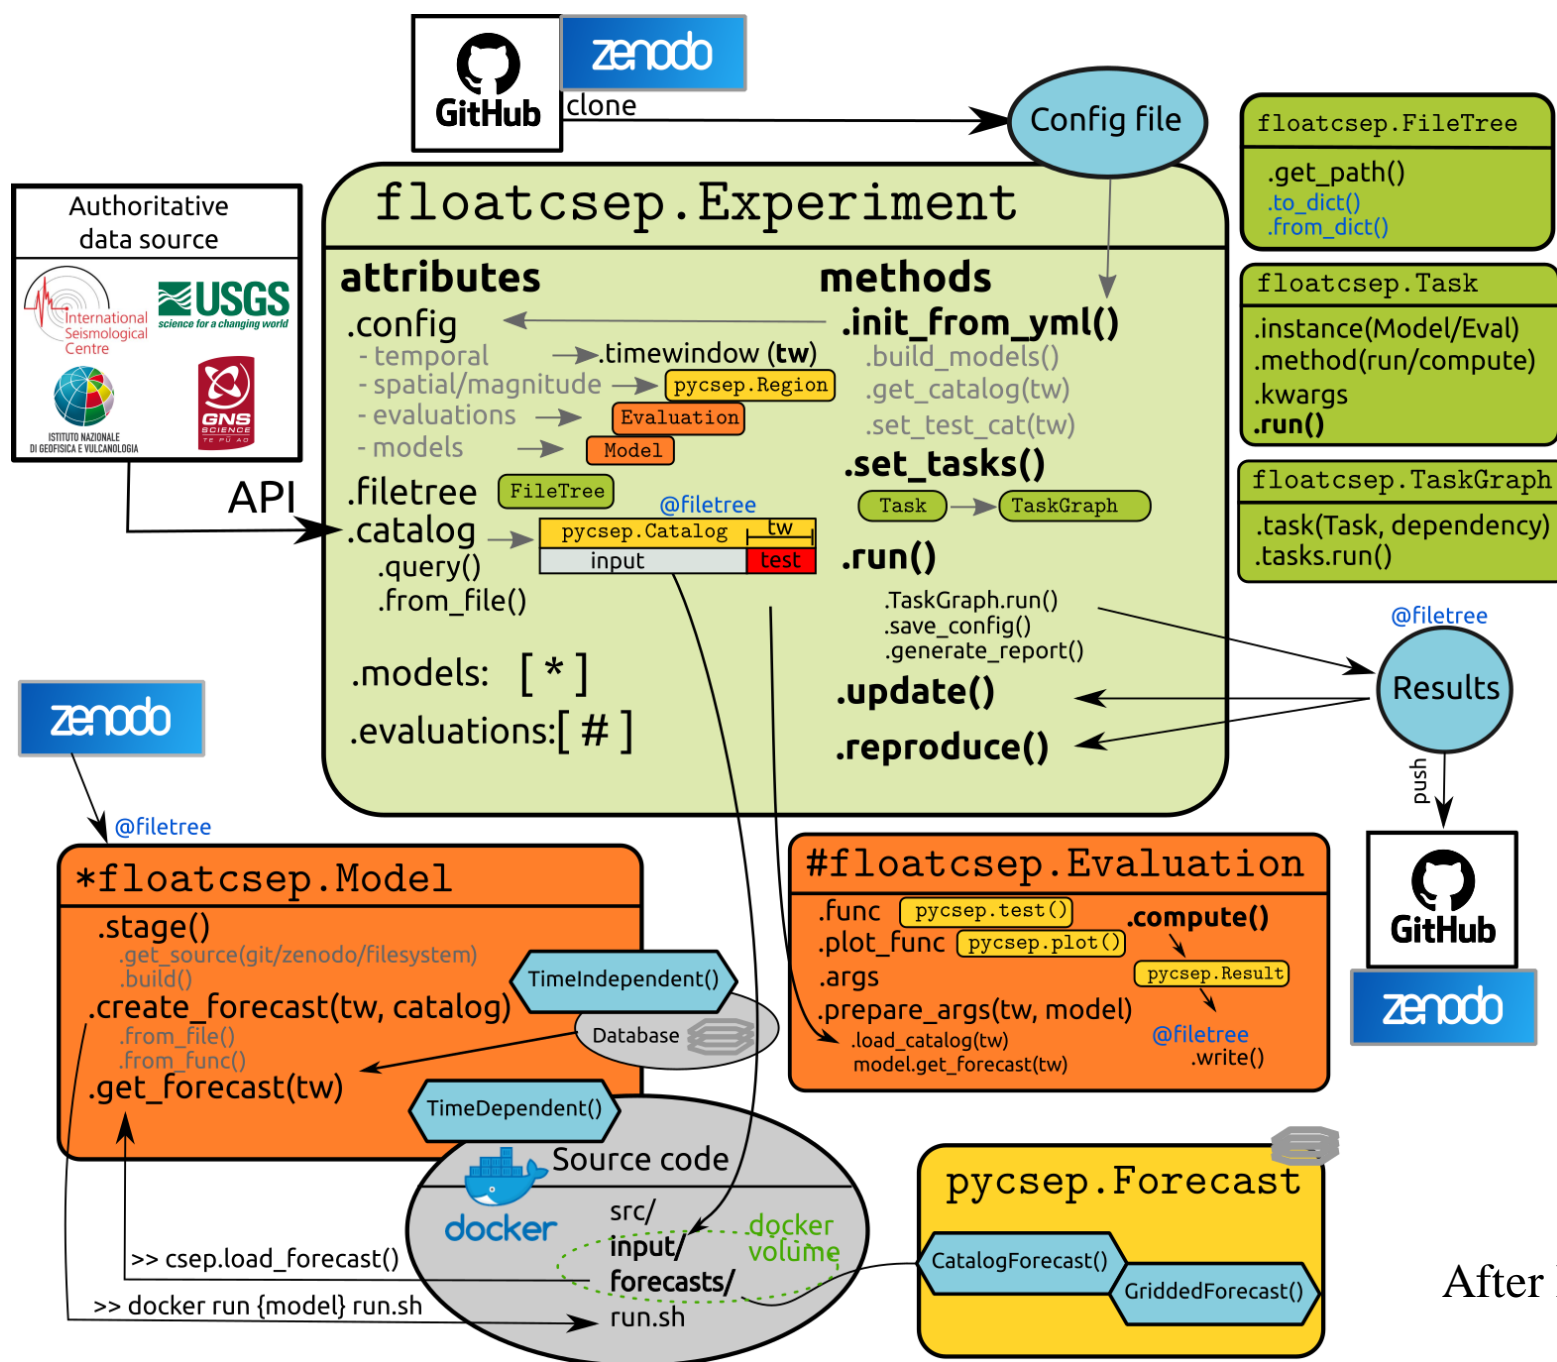 GitHub
zenodo
clone
Config file
floatcsep.FileTree
.get_path()
.to_dict()
.from_dict()
Authoritative
data source
International
Seismological
Centre
USGS
science for a changing world
ISTITUTO NAZIONALE
DI GEOFISICA E VULCANOLOGIA
GNS
SCIENCE
TE PŪ AO
API
floatcsep.Experiment
attributes
.config
- temporal
.timewindow (tw)
- spatial/magnitude
pycsep.Region
- evaluations
Evaluation
- models
Model
.filetree
FileTree
@filetree
.catalog
pycsep.Catalog
tw
input
test
.query()
.from_file()
.models: [ * ]
.evaluations:[ # ]
methods
.init_from_yml()
.build_models()
.get_catalog(tw)
.set_test_cat(tw)
.set_tasks()
Task
TaskGraph
.run()
.TaskGraph.run()
.save_config()
.generate_report()
.update()
.reproduce()
floatcsep.Task
.instance(Model/Eval)
.method(run/compute)
.kwargs
.run()
floatcsep.TaskGraph
.task(Task, dependency)
.tasks.run()
@filetree
Results
push
GitHub
zenodo
zenodo
@filetree
*floatcsep.Model
.stage()
.get_source(git/zenodo/filesystem)
.build()
.create_forecast(tw, catalog)
.from_file()
.from_func()
.get_forecast(tw)
TimeIndependent()
Database
TimeDependent()
#floatcsep.Evaluation
.func
pycsep.test()
.plot_func
pycsep.plot()
.args
.prepare_args(tw, model)
.load_catalog(tw)
model.get_forecast(tw)
.compute()
pycsep.Result
@filetree
.write()
Source code
docker
src/
input/
forecasts/
run.sh
docker
volume
>> csep.load_forecast()
>> docker run {model} run.sh
pycsep.Forecast
CatalogForecast()
GriddedForecast()
After